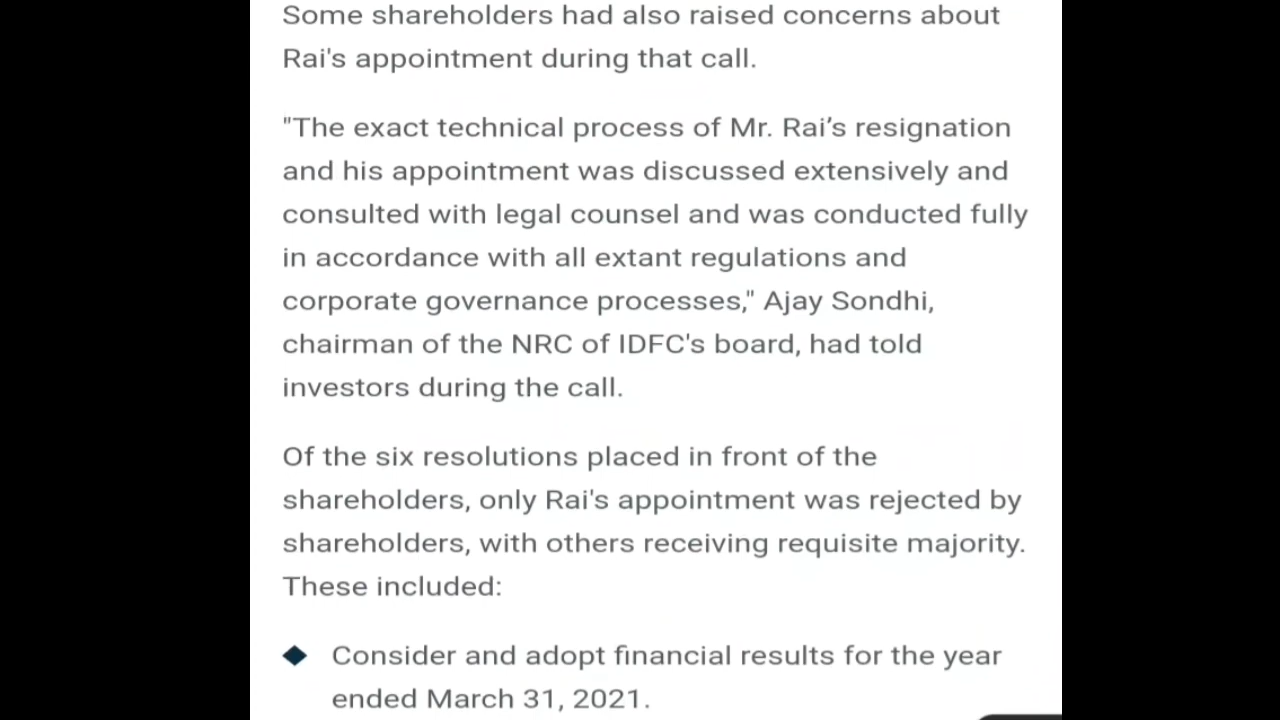 Some shareholders had also raised concerns about
Rai's appointment during that call.
"The exact technical process of Mr. Rai’s resignation
and his appointment was discussed extensively and
consulted with legal counsel and was conducted fully
in accordance with all extant regulations and
corporate governance processes," Ajay Sondhi,
chairman of the NRC of IDFC's board, had told
investors during the call.
Of the six resolutions placed in front of the
shareholders, only Rai's appointment was rejected by
shareholders, with others receiving requisite majority.
These included:
Consider and adopt financial results for the year
ended March 31, 2021.